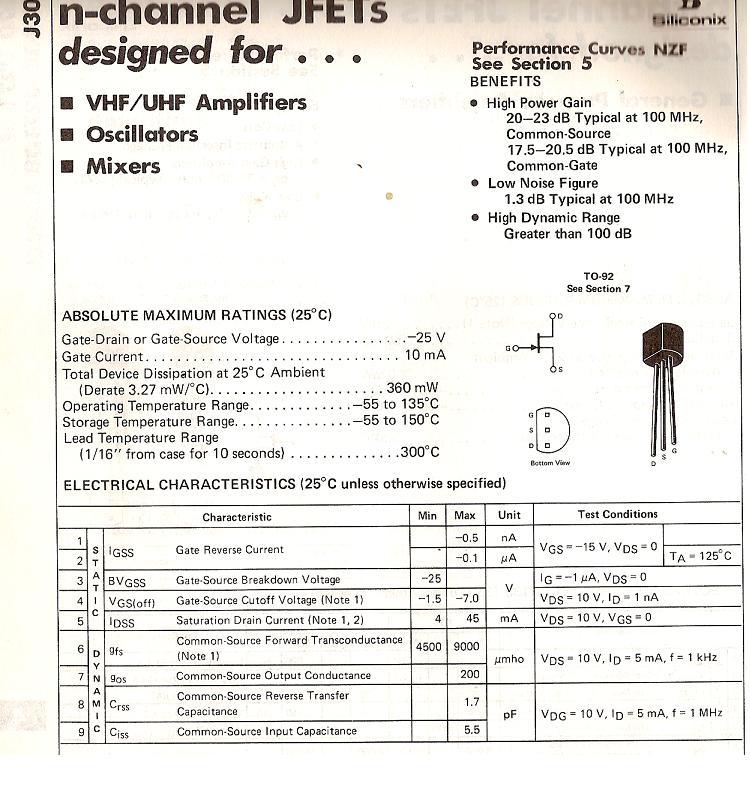 J30
n-channel JFETs
designed for . . .
Siliconix
Performance Curves NZF
See Section 5
BENEFITS
■ VHF/UHF Amplifiers
■ Oscillators
■ Mixers
● High Power Gain
20–23 dB Typical at 100 MHz,
Common-Source
17.5–20.5 dB Typical at 100 MHz,
Common-Gate
● Low Noise Figure
1.3 dB Typical at 100 MHz
● High Dynamic Range
Greater than 100 dB
TO-92
See Section 7
ABSOLUTE MAXIMUM RATINGS (25°C)
Gate-Drain or Gate-Source Voltage................–25 V
Gate Current.................................. 10 mA
Total Device Dissipation at 25°C Ambient
(Derate 3.27 mW/°C).......................360 mW
Operating Temperature Range.............–55 to 135°C
Storage Temperature Range...............–55 to 150°C
Lead Temperature Range
(1/16" from case for 10 seconds) ..............300°C
D
G
S
G
S
D
Bottom View
D S G
ELECTRICAL CHARACTERISTICS (25°C unless otherwise specified)
Characteristic Min Max Unit Test Conditions
STATIC
1 IGSS Gate Reverse Current –0.5 nA VGS = –15 V, VDS = 0
2 –0.1 µA TA = 125°C
3 BVGSS Gate-Source Breakdown Voltage –25 V IG = –1 µA, VDS = 0
4 VGS(off) Gate-Source Cutoff Voltage (Note 1) –1.5 –7.0 VDS = 10 V, ID = 1 nA
5 IDSS Saturation Drain Current (Note 1, 2) 4 45 mA VDS = 10 V, VGS = 0
DYNAMIC
6 gfs Common-Source Forward Transconductance 4500 9000 µmho VDS = 10 V, ID = 5 mA, f = 1 kHz
(Note 1)
7 gos Common-Source Output Conductance 200
8 Crss Common-Source Reverse Transfer 1.7 pF VDG = 10 V, ID = 5 mA, f = 1 MHz
Capacitance
9 Ciss Common-Source Input Capacitance 5.5